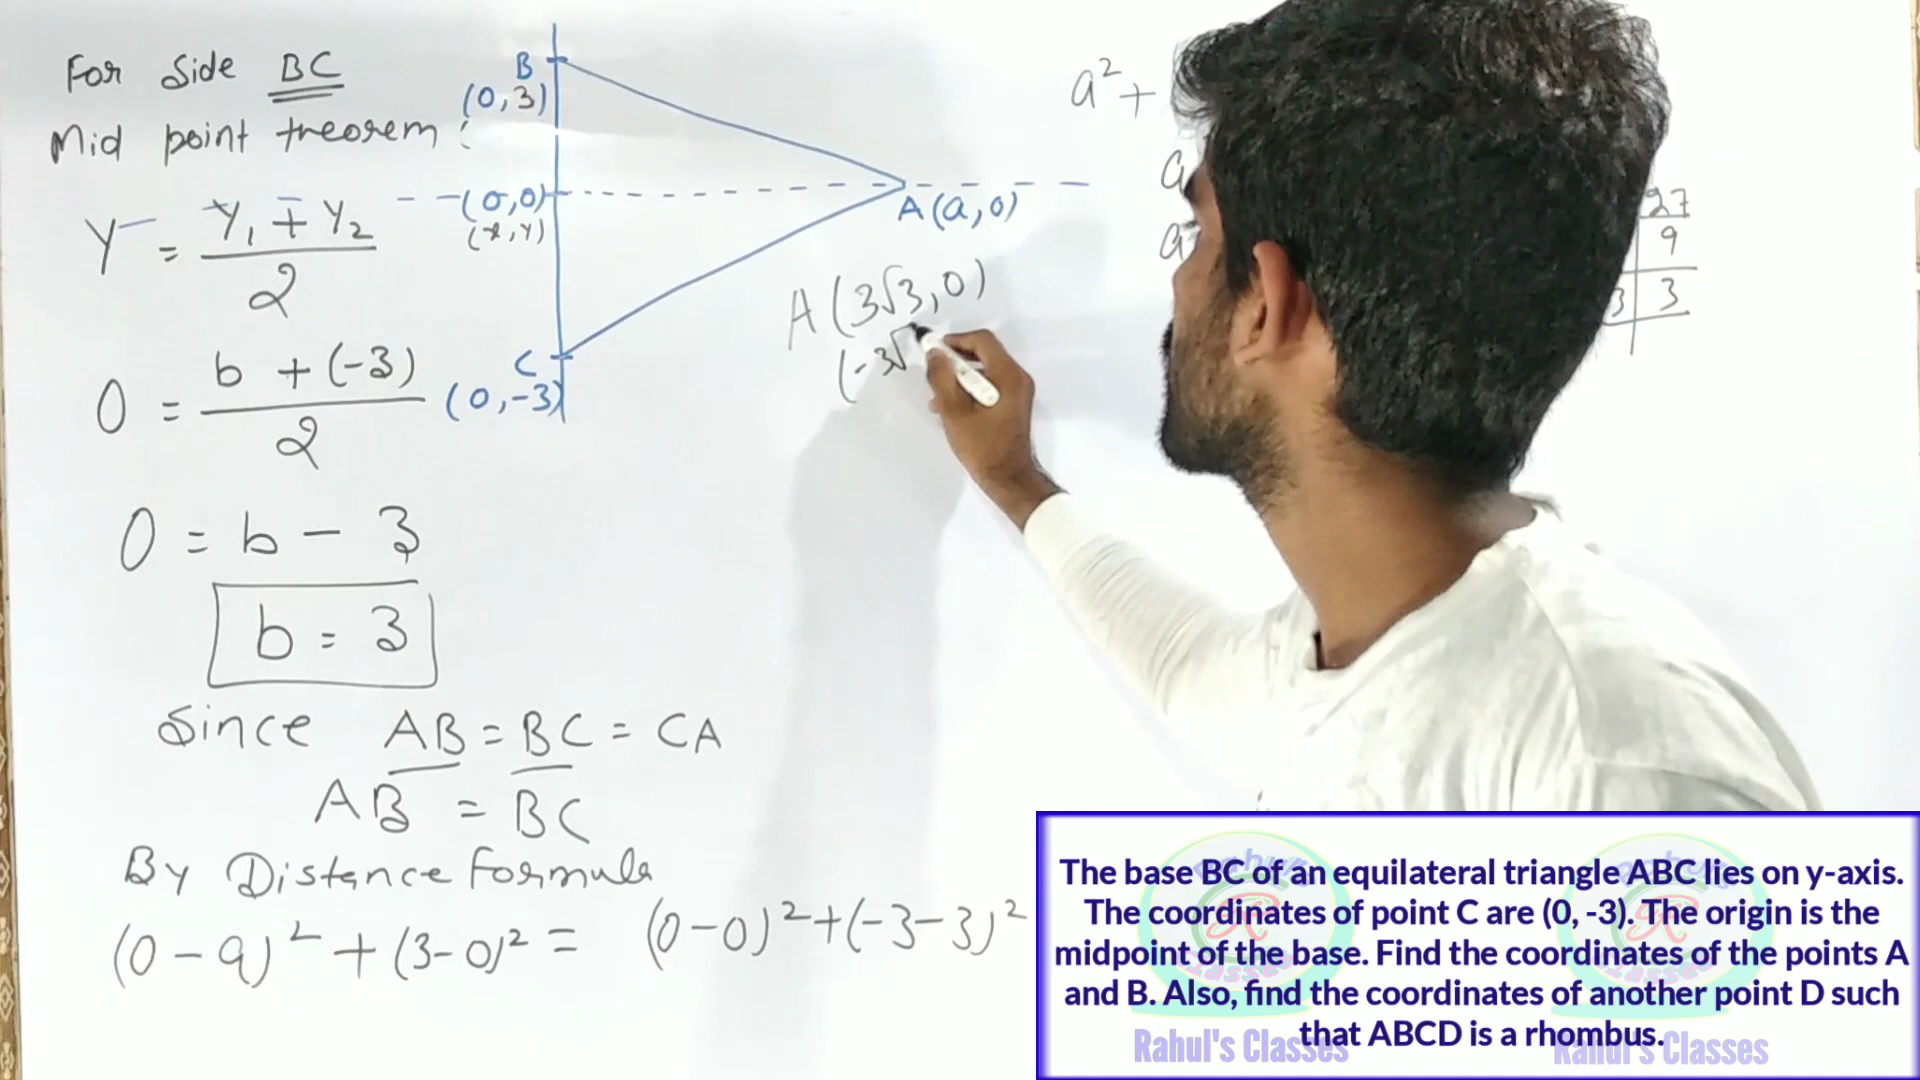 For Side BC
Mid point treorem :
Y = Y₁ + Y₂ / 2
0 = b + (-3) / 2
0 = b - 3
b = 3
Since AB = BC = CA
AB = BC
By Distance Formula
(0 - a)² + (3-0)² = (0-0)² + (-3-3)²
B
(0, 3)
(0,0)
(x, y)
A (a, 0)
C
(0, -3)
A (3√3, 0)
(-3√
a² +
a
a
27
9
3 3
The base BC of an equilateral triangle ABC lies on y-axis.
The coordinates of point C are (0, -3). The origin is the
midpoint of the base. Find the coordinates of the points A
and B. Also, find the coordinates of another point D such
that ABCD is a rhombus.
Rahul's Classes
Rahul's Classes